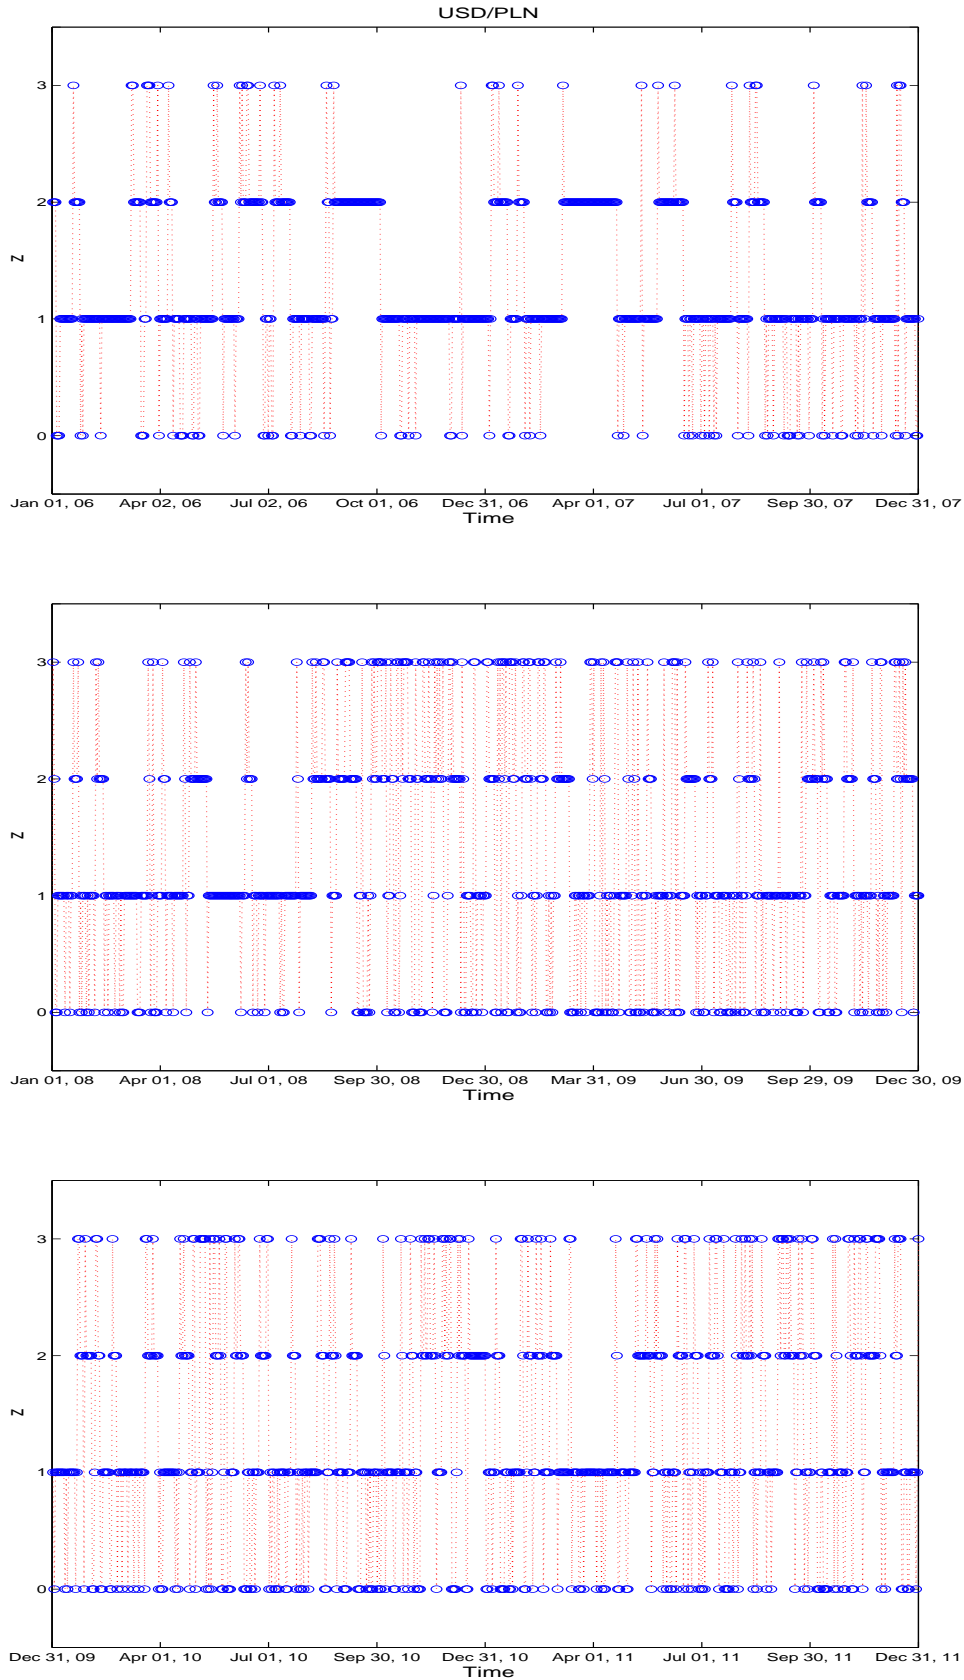 USD/PLN
3
2
Z
1
0
Jan 01, 06 Apr 02, 06 Jul 02, 06 Oct 01, 06 Dec 31, 06 Apr 01, 07 Jul 01, 07 Sep 30, 07 Dec 31, 07
Time
3
2
Z
1
0
Jan 01, 08 Apr 01, 08 Jul 01, 08 Sep 30, 08 Dec 30, 08 Mar 31, 09 Jun 30, 09 Sep 29, 09 Dec 30, 09
Time
3
2
Z
1
0
Dec 31, 09 Apr 01, 10 Jul 01, 10 Sep 30, 10 Dec 31, 10 Apr 01, 11 Jul 01, 11 Sep 30, 11 Dec 31, 11
Time